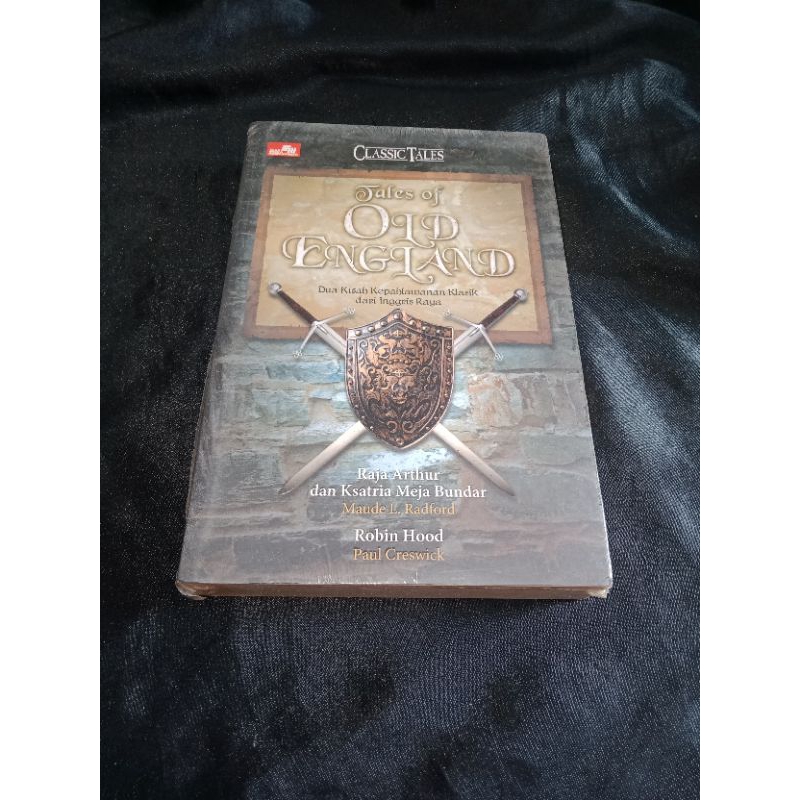 CLASSIC TALES
Tales of
OLD
ENGLAND
Dua Kisah Kepahlawanan Klasik
dari Inggris Raya
Raja Arthur
dan Ksatria Meja Bundar
Maude L. Radford
Robin Hood
Paul Creswick